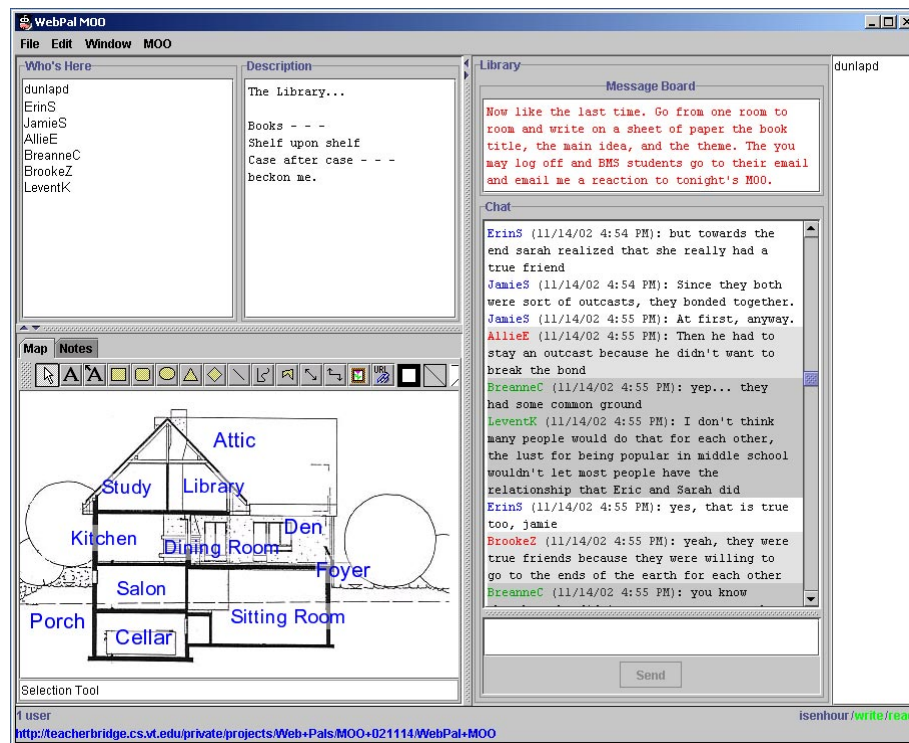 WebPal MOO
File Edit Window MOO
Who's Here
dunlapd
ErinS
JamieS
AllieE
BreanneC
BrookeZ
LeventK
Description
The Library...
Books - - -
Shelf upon shelf
Case after case - - -
beckon me.
Map Notes
A A URL
Attic
Study Library
Kitchen Dining Room Den
Foyer
Salon
Porch Sitting Room
Cellar
Selection Tool
Library
Message Board
Now like the last time. Go from one room to
room and write on a sheet of paper the book
title, the main idea, and the theme. The you
may log off and BMS students go to their email
and email me a reaction to tonight's MOO.
Chat
ErinS (11/14/02 4:54 PM): but towards the
end sarah realized that she really had a
true friend
JamieS (11/14/02 4:54 PM): Since they both
were sort of outcasts, they bonded together.
JamieS (11/14/02 4:55 PM): At first, anyway.
AllieE (11/14/02 4:55 PM): Then he had to
stay an outcast because he didn't want to
break the bond
BreanneC (11/14/02 4:55 PM): yep... they
had some common ground
LeventK (11/14/02 4:55 PM): I don't think
many people would do that for each other,
the lust for being popular in middle school
wouldn't let most people have the
relationship that Eric and Sarah did
ErinS (11/14/02 4:55 PM): yes, that is true
too, jamie
BrookeZ (11/14/02 4:55 PM): yeah, they were
true friends because they were willing to
go to the ends of the earth for each other
BreanneC (11/14/02 4:55 PM): you know
Send
dunlapd
1 user
isenhour/write/read
http://teacherbridge.cs.vt.edu/private/projects/Web+Pals/MOO+021114/WebPal+MOO